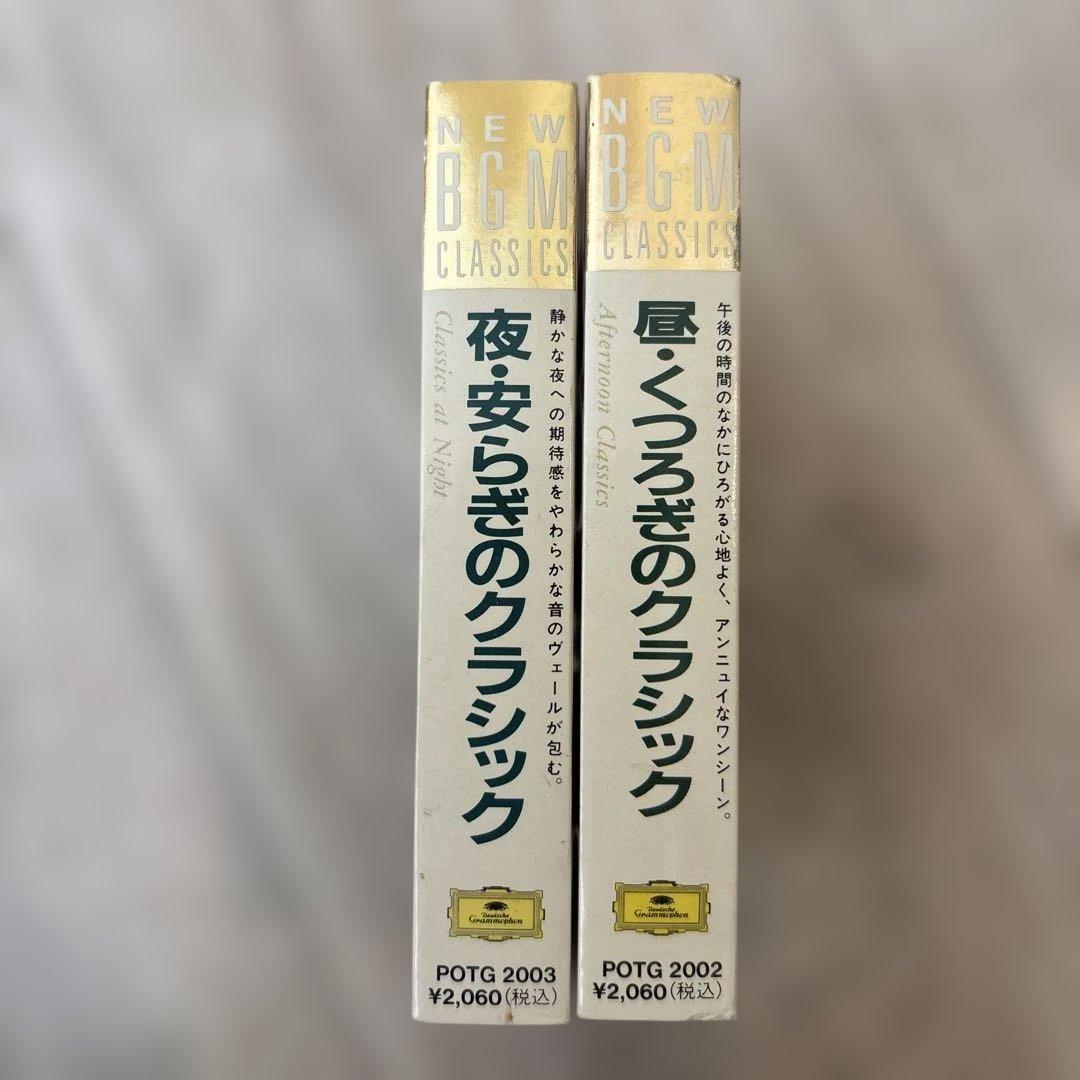 NEW
BGM
CLASSICS
静かな夜への期待感をやわらかな音のヴェールが包む。
夜・安らぎのクラシック
Classics at Night
Deutsche
Grammophon
POTG 2003
¥2,060(税込)
NEW
BGM
CLASSICS
午後の時間のなかにひろがる心地よく、アンニュイなワンシーン。
昼・くつろぎのクラシック
Afternoon Classics
Deutsche
Grammophon
POTG 2002
¥2,060(税込)